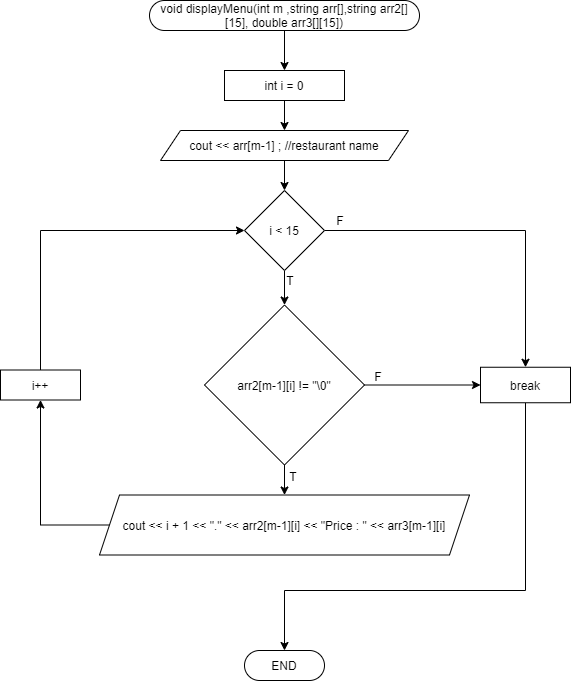 void displayMenu(int m ,string arr[],string arr2[]
[15], double arr3[][15])
int i = 0
cout << arr[m-1] ; //restaurant name
i < 15
F
T
arr2[m-1][i] != "\0"
F
i++
break
T
cout << i + 1 << "." << arr2[m-1][i] << "Price : " << arr3[m-1][i]
END